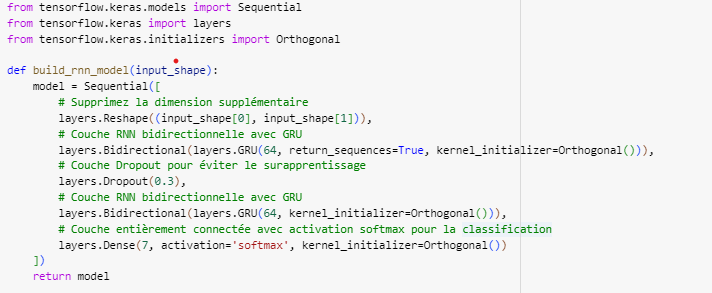 from tensorflow.keras.models import Sequential
from tensorflow.keras import layers
from tensorflow.keras.initializers import Orthogonal

def build_rnn_model(input_shape):
    model = Sequential([
        # Supprimez la dimension supplémentaire
        layers.Reshape((input_shape[0], input_shape[1])),
        # Couche RNN bidirectionnelle avec GRU
        layers.Bidirectional(layers.GRU(64, return_sequences=True, kernel_initializer=Orthogonal())),
        # Couche Dropout pour éviter le surapprentissage
        layers.Dropout(0.3),
        # Couche RNN bidirectionnelle avec GRU
        layers.Bidirectional(layers.GRU(64, kernel_initializer=Orthogonal())),
        # Couche entièrement connectée avec activation softmax pour la classification
        layers.Dense(7, activation='softmax', kernel_initializer=Orthogonal())
    ])
    return model